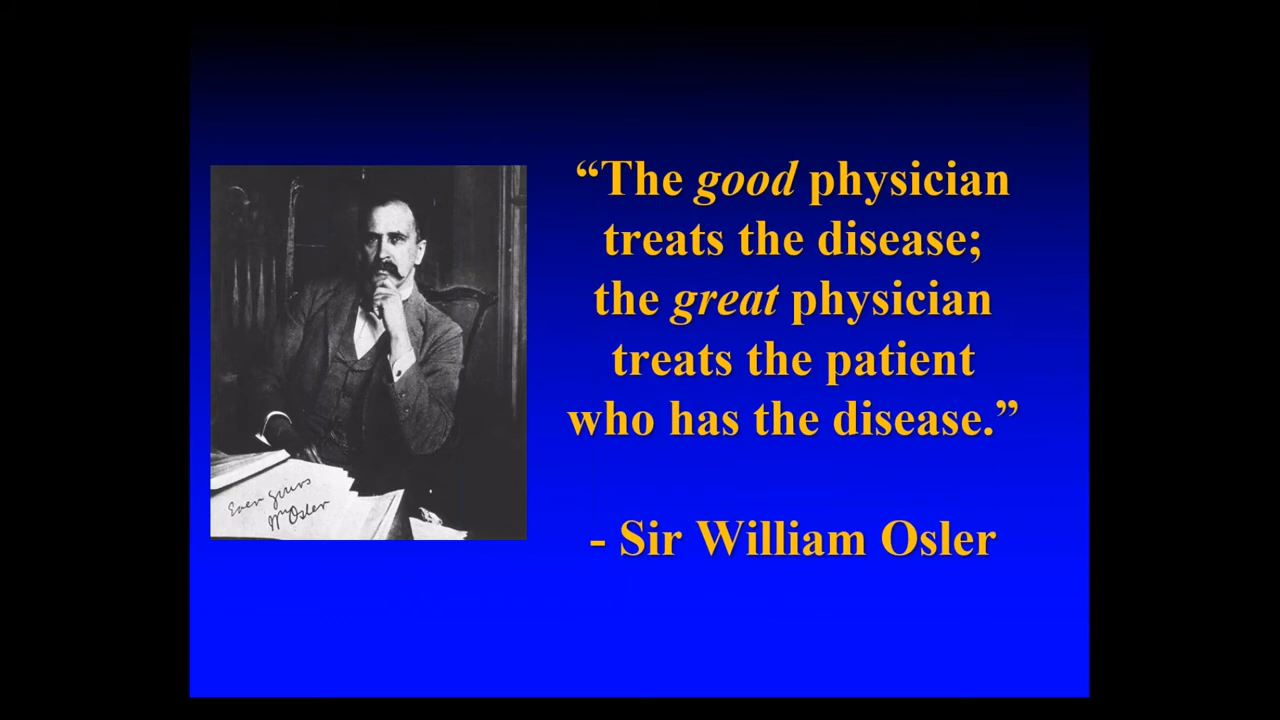 “The good physician
treats the disease;
the great physician
treats the patient
who has the disease.”
- Sir William Osler
Ever yours
Wm Osler